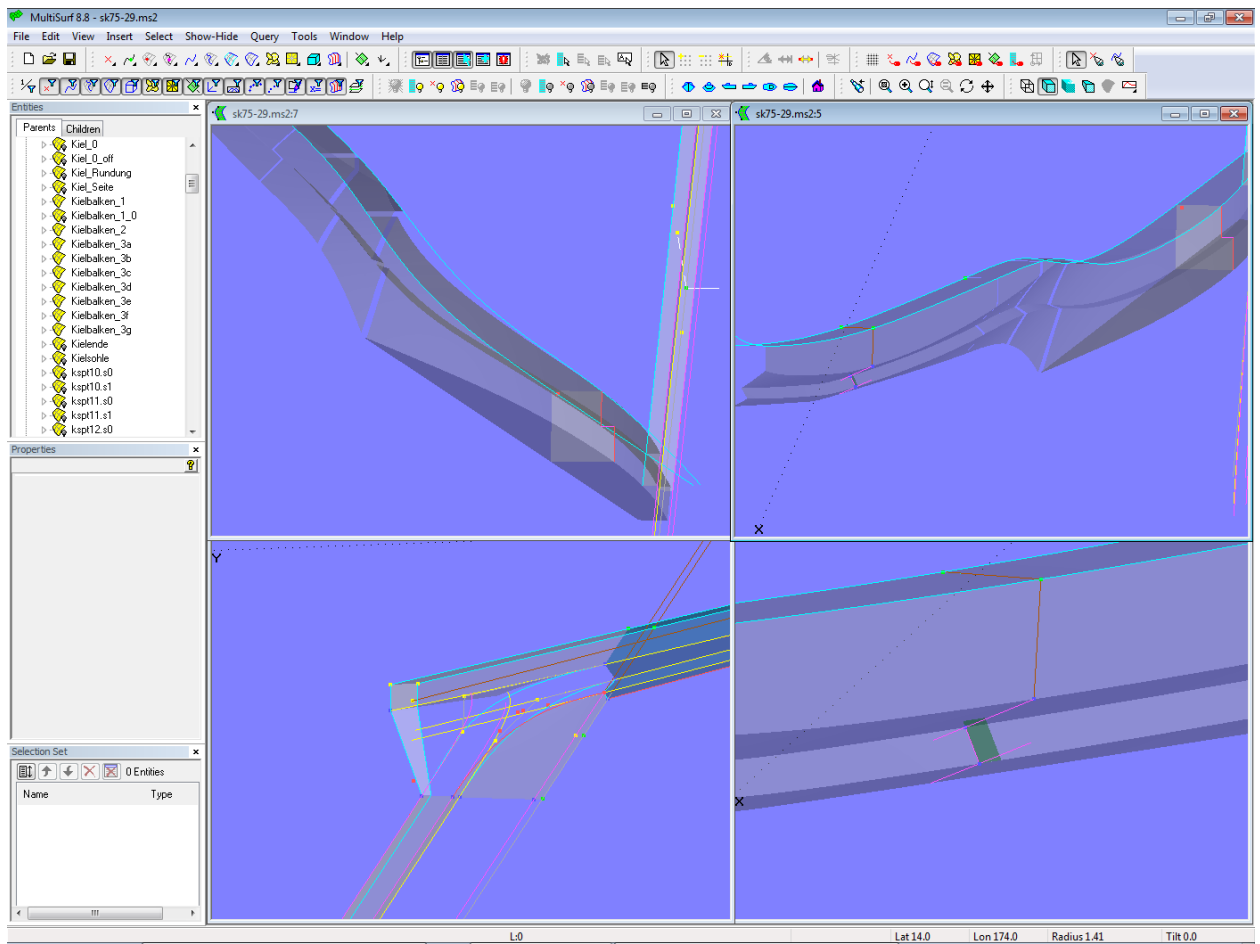 MultiSurf 8.8 - sk75-29.ms2
File Edit View Insert Select Show-Hide Query Tools Window Help
Entities
Parents Children
Kiel_0
Kiel_0_off
Kiel_Rundung
Kiel_Seite
Kielbalken_1
Kielbalken_1_0
Kielbalken_2
Kielbalken_3a
Kielbalken_3b
Kielbalken_3c
Kielbalken_3d
Kielbalken_3e
Kielbalken_3f
Kielbalken_3g
Kielende
Kielsohle
kspt10.s0
kspt10.s1
kspt11.s0
kspt11.s1
kspt12.s0
Properties
Selection Set
0 Entities
Name Type
sk75-29.ms2:7
sk75-29.ms2:5
X
Y
X
L:0 Lat 14.0 Lon 174.0 Radius 1.41 Tilt 0.0